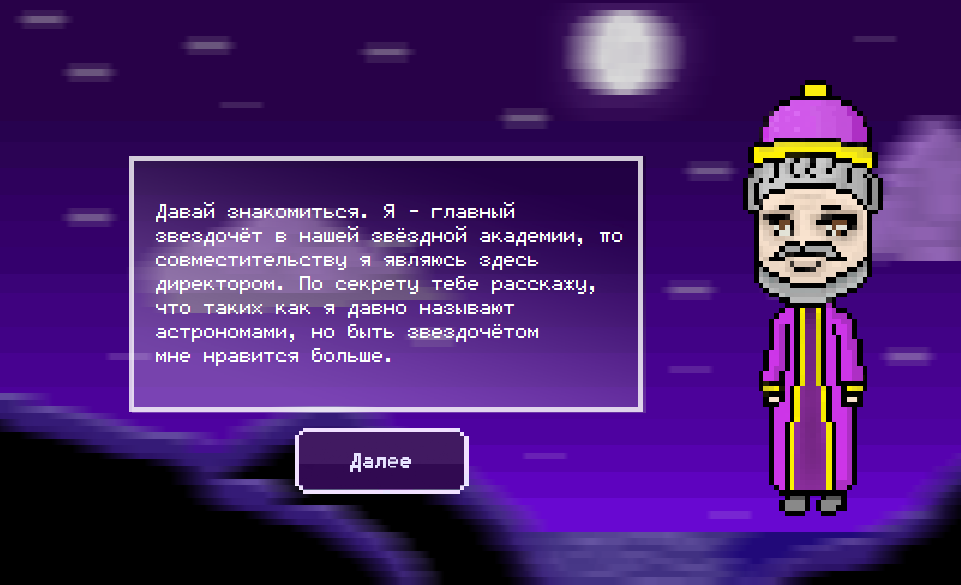 Давай знакомиться. Я - главный
звездочёт в нашей звёздной академии, по
совместительству я являюсь здесь
директором. По секрету тебе расскажу,
что таких как я давно называют
астрономами, но быть звездочётом
мне нравится больше.
Далее